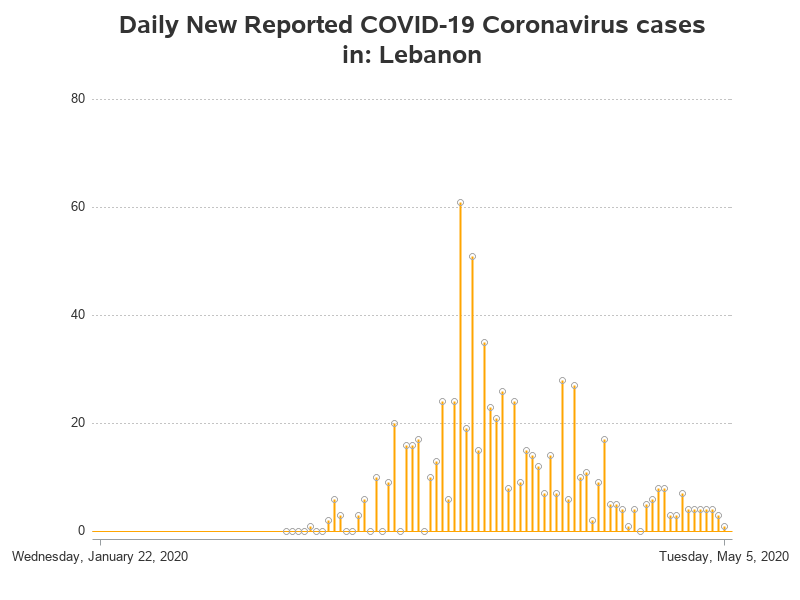 Daily New Reported COVID-19 Coronavirus cases
in: Lebanon
80
60
40
20
0
Wednesday, January 22, 2020
Tuesday, May 5, 2020